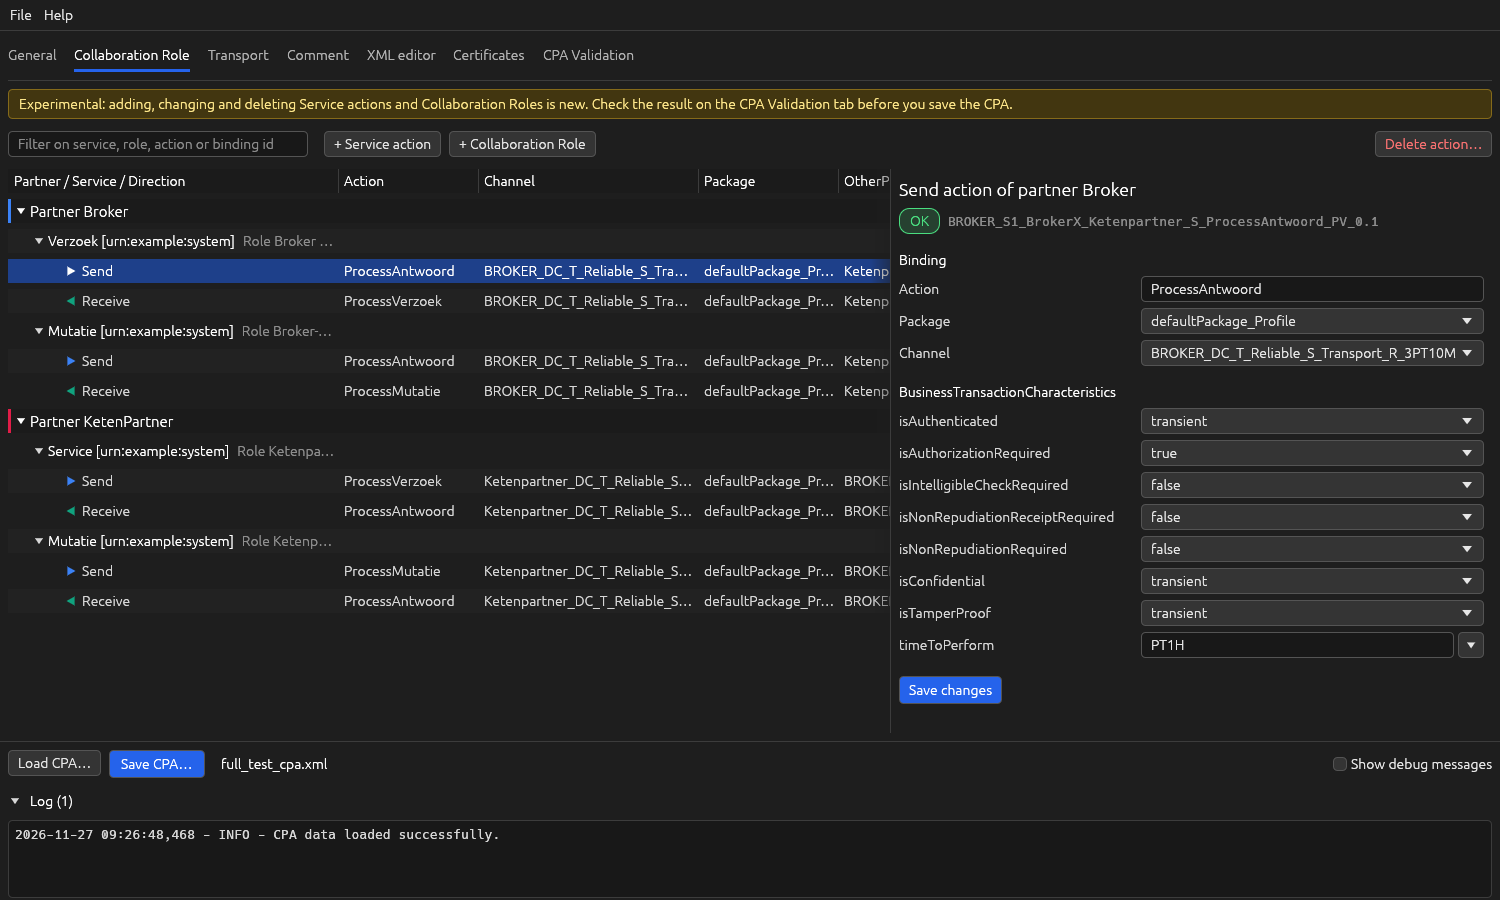 File Help
General Collaboration Role Transport Comment XML editor Certificates CPA Validation
Experimental: adding, changing and deleting Service actions and Collaboration Roles is new. Check the result on the CPA Validation tab before you save the CPA.
Filter on service, role, action or binding id + Service action + Collaboration Role Delete action...
Partner / Service / Direction Action Channel Package OtherP
Partner Broker
Verzoek [urn:example:system] Role Broker ...
Send ProcessAntwoord BROKER_DC_T_Reliable_S_Tra... defaultPackage_Pr... Ketenp
Receive ProcessVerzoek BROKER_DC_T_Reliable_S_Tra... defaultPackage_Pr... Ketenp
Mutatie [urn:example:system] Role Broker-...
Send ProcessAntwoord BROKER_DC_T_Reliable_S_Tra... defaultPackage_Pr... Ketenp
Receive ProcessMutatie BROKER_DC_T_Reliable_S_Tra... defaultPackage_Pr... Ketenp
Partner KetenPartner
Service [urn:example:system] Role Ketenpa...
Send ProcessVerzoek Ketenpartner_DC_T_Reliable_S... defaultPackage_Pr... BROKE
Receive ProcessAntwoord Ketenpartner_DC_T_Reliable_S... defaultPackage_Pr... BROKE
Mutatie [urn:example:system] Role Ketenp...
Send ProcessMutatie Ketenpartner_DC_T_Reliable_S... defaultPackage_Pr... BROKE
Receive ProcessAntwoord Ketenpartner_DC_T_Reliable_S... defaultPackage_Pr... BROKE
Send action of partner Broker
OK BROKER_S1_BrokerX_Ketenpartner_S_ProcessAntwoord_PV_0.1
Binding
Action ProcessAntwoord
Package defaultPackage_Profile
Channel BROKER_DC_T_Reliable_S_Transport_R_3PT10M
BusinessTransactionCharacteristics
isAuthenticated transient
isAuthorizationRequired true
isIntelligibleCheckRequired false
isNonRepudiationReceiptRequired false
isNonRepudiationRequired false
isConfidential transient
isTamperProof transient
timeToPerform PT1H
Save changes
Load CPA... Save CPA... full_test_cpa.xml Show debug messages
Log (1)
2026-11-27 09:26:48,468 - INFO - CPA data loaded successfully.